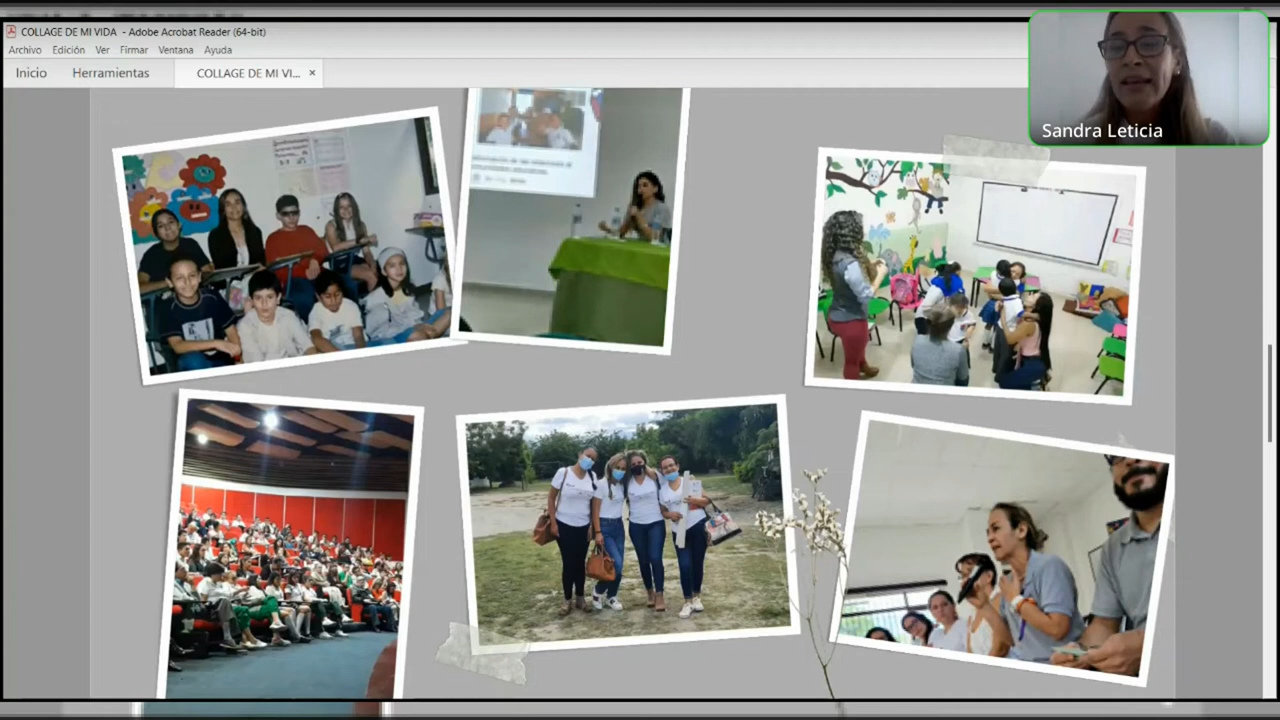 COLLAGE DE MI VIDA - Adobe Acrobat Reader (64-bit)
Archivo Edición Ver Firmar Ventana Ayuda
Inicio Herramientas COLLAGE DE MI VI... ×
Sandra Leticia